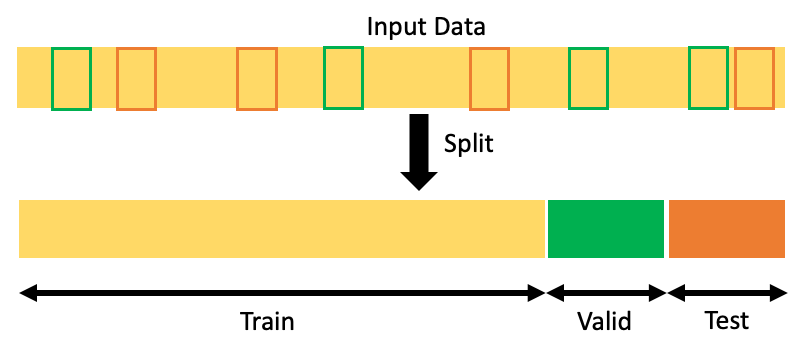 Input Data
Split
Train
Valid
Test